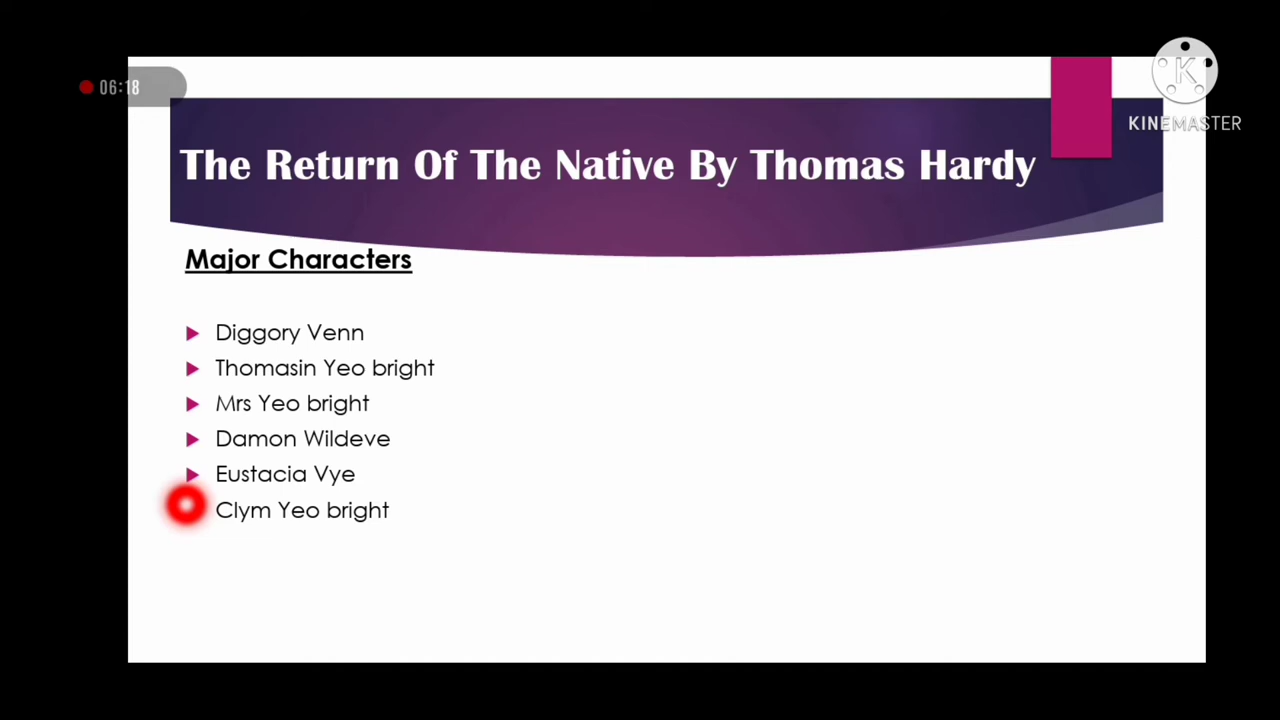 06:18
KINEMASTER
The Return Of The Native By Thomas Hardy
Major Characters
Diggory Venn
Thomasin Yeo bright
Mrs Yeo bright
Damon Wildeve
Eustacia Vye
Clym Yeo bright